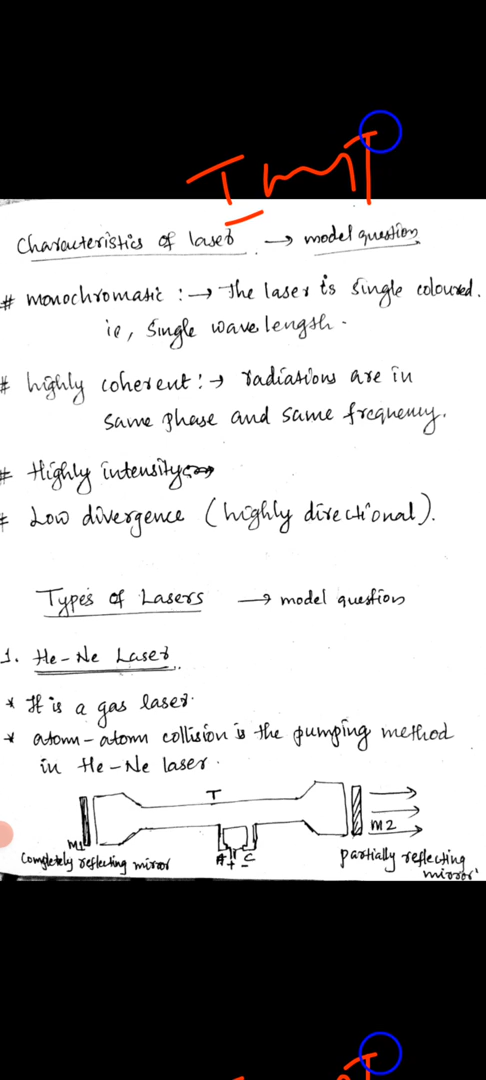 Imp
Characteristics of laser → model question
# monochromatic :→ The laser is single coloured.
ie, single wavelength.
# highly coherent :→ radiations are in
same phase and same frequency.
# Highly intensity
# Low divergence (highly directional).
Types of Lasers → model question
1. He-Ne Laser
* It is a gas laser.
* atom-atom collision is the pumping method
in He-Ne laser.
T
M1
M2
A + - C
Completely reflecting mirror
partially reflecting
mirror